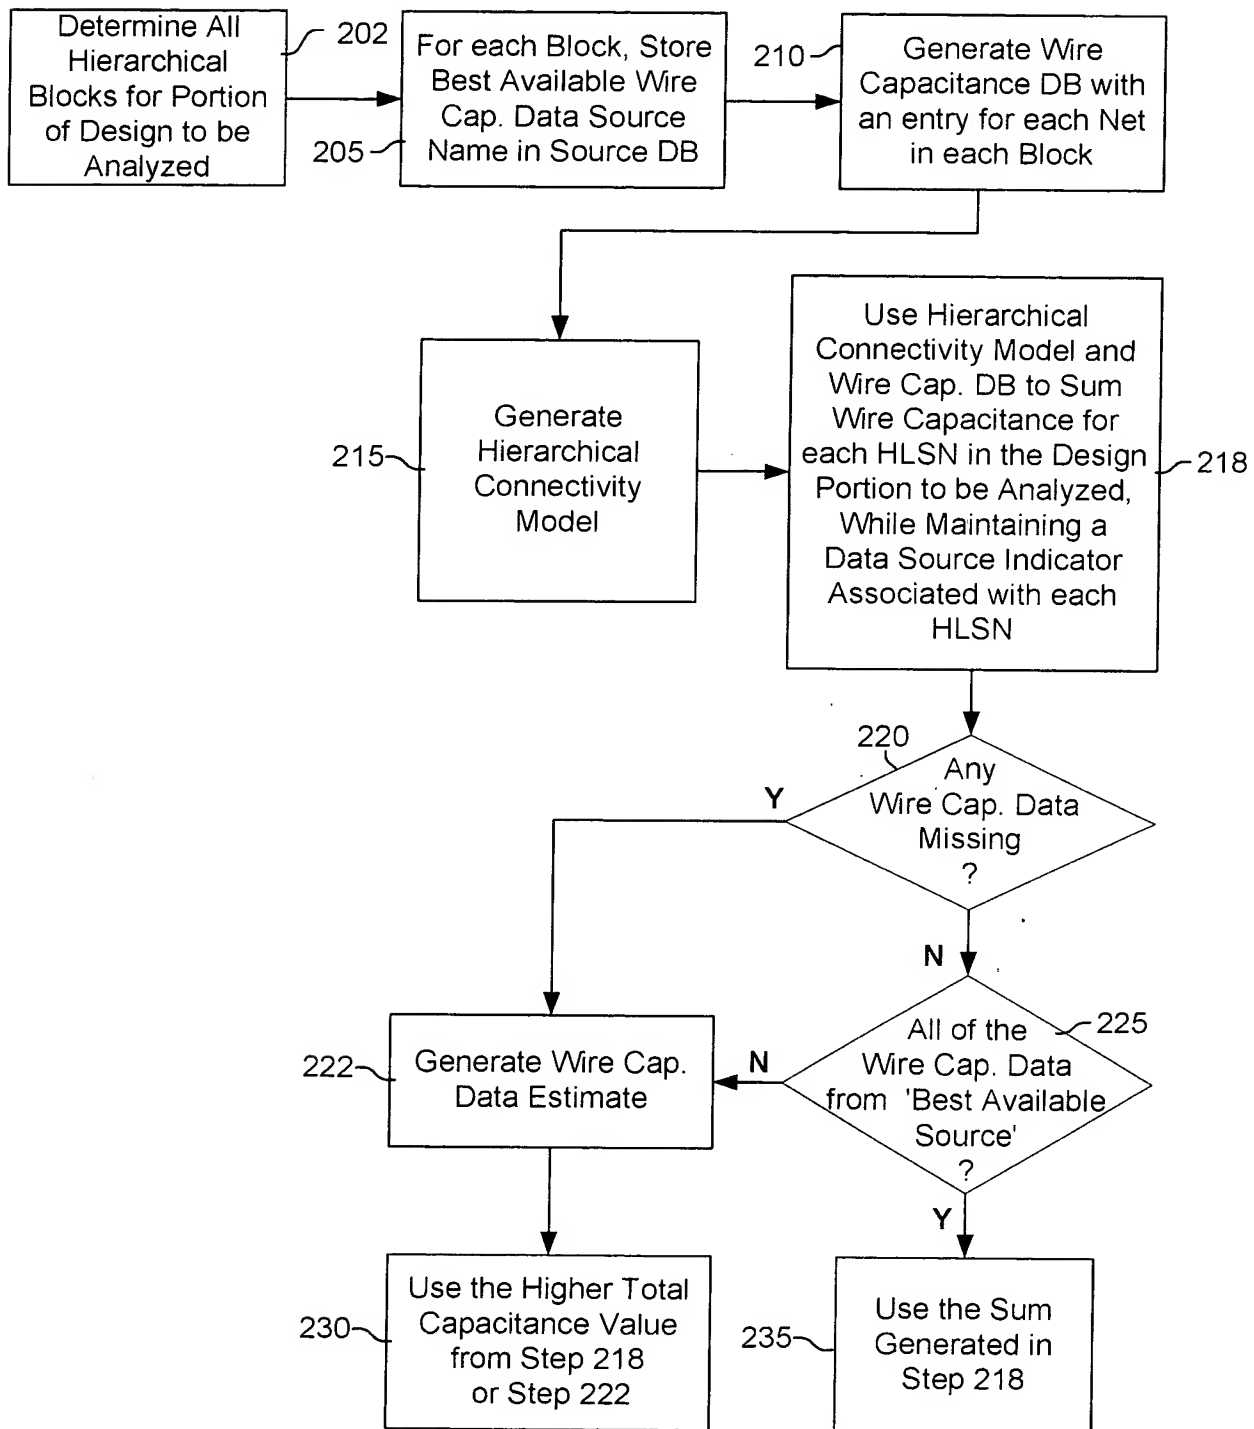 Determine All
Hierarchical
Blocks for Portion
of Design to be
Analyzed
202
For each Block, Store
Best Available Wire
Cap. Data Source
Name in Source DB
205
210
Generate Wire
Capacitance DB with
an entry for each Net
in each Block
215
Generate
Hierarchical
Connectivity
Model
Use Hierarchical
Connectivity Model and
Wire Cap. DB to Sum
Wire Capacitance for
each HLSN in the Design
Portion to be Analyzed,
While Maintaining a
Data Source Indicator
Associated with each
HLSN
218
220
Any
Wire Cap. Data
Missing
?
Y
N
225
All of the
Wire Cap. Data
from 'Best Available
Source'
?
N
Y
222
Generate Wire Cap.
Data Estimate
230
Use the Higher Total
Capacitance Value
from Step 218
or Step 222
235
Use the Sum
Generated in
Step 218